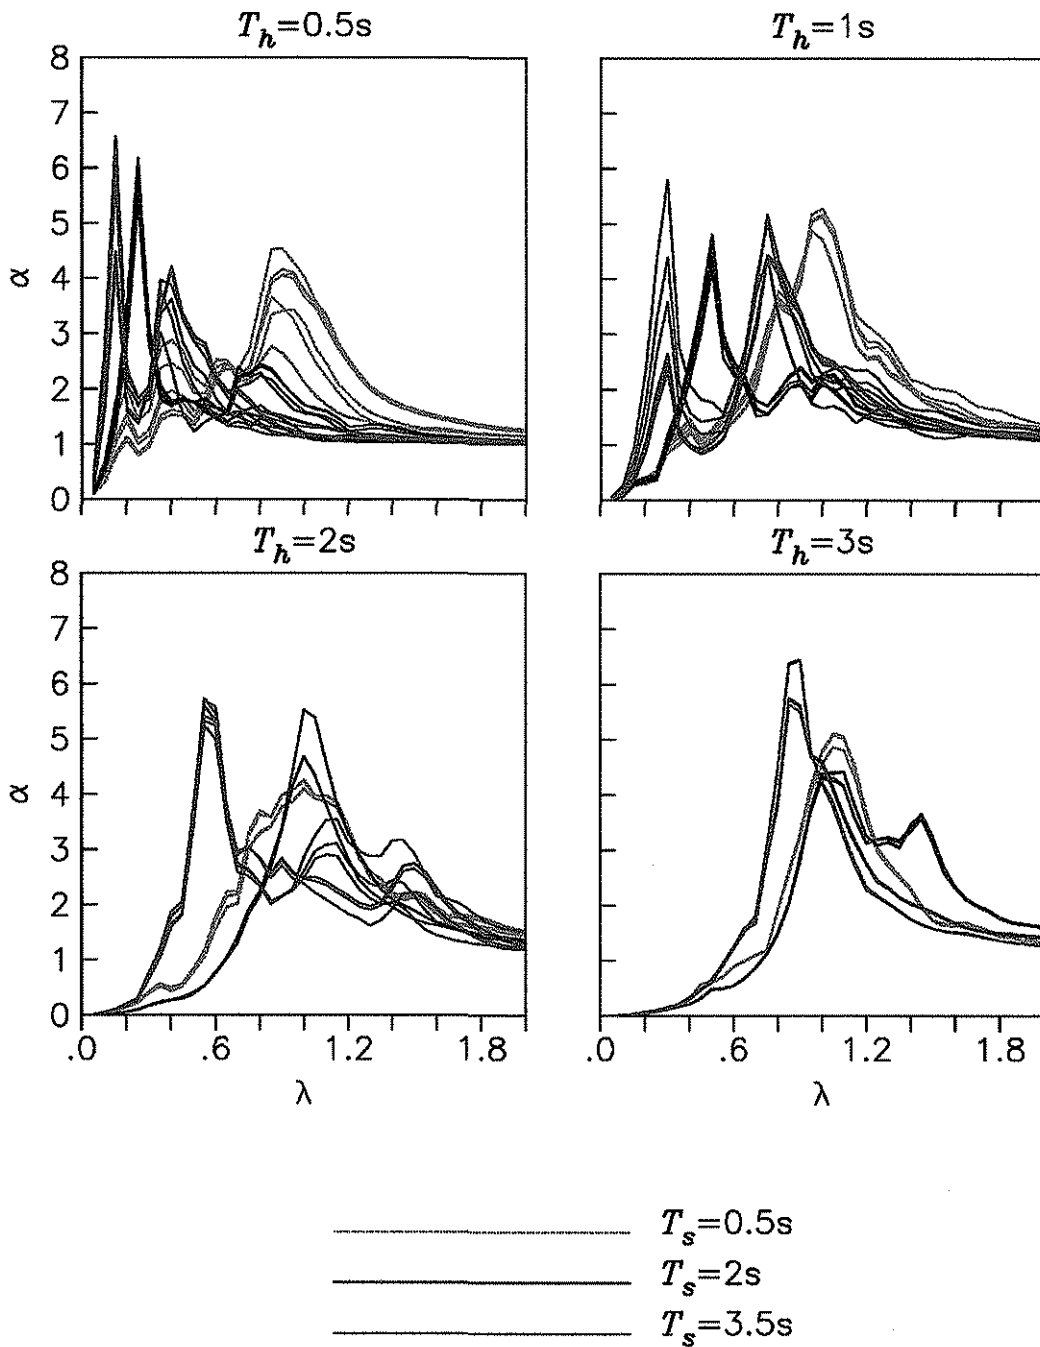 T_h=0.5s
T_h=1s
8
7
6
5
4
3
2
1
0
α
T_h=2s
T_h=3s
8
7
6
5
4
3
2
1
0
α
.0 .6 1.2 1.8
.0 .6 1.2 1.8
λ
λ
T_s=0.5s
T_s=2s
T_s=3.5s